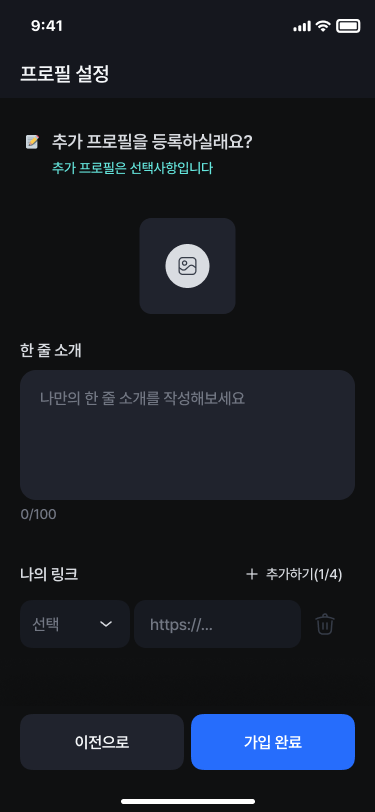 9:41
프로필 설정
추가 프로필을 등록하실래요?
추가 프로필은 선택사항입니다
한 줄 소개
나만의 한 줄 소개를 작성해보세요
0/100
나의 링크
추가하기(1/4)
선택
https://...
이전으로
가입 완료